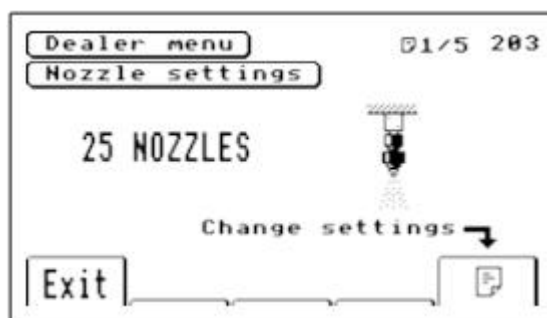 Dealer menu
1/5 203
Nozzle settings
25 NOZZLES
Change settings
Exit